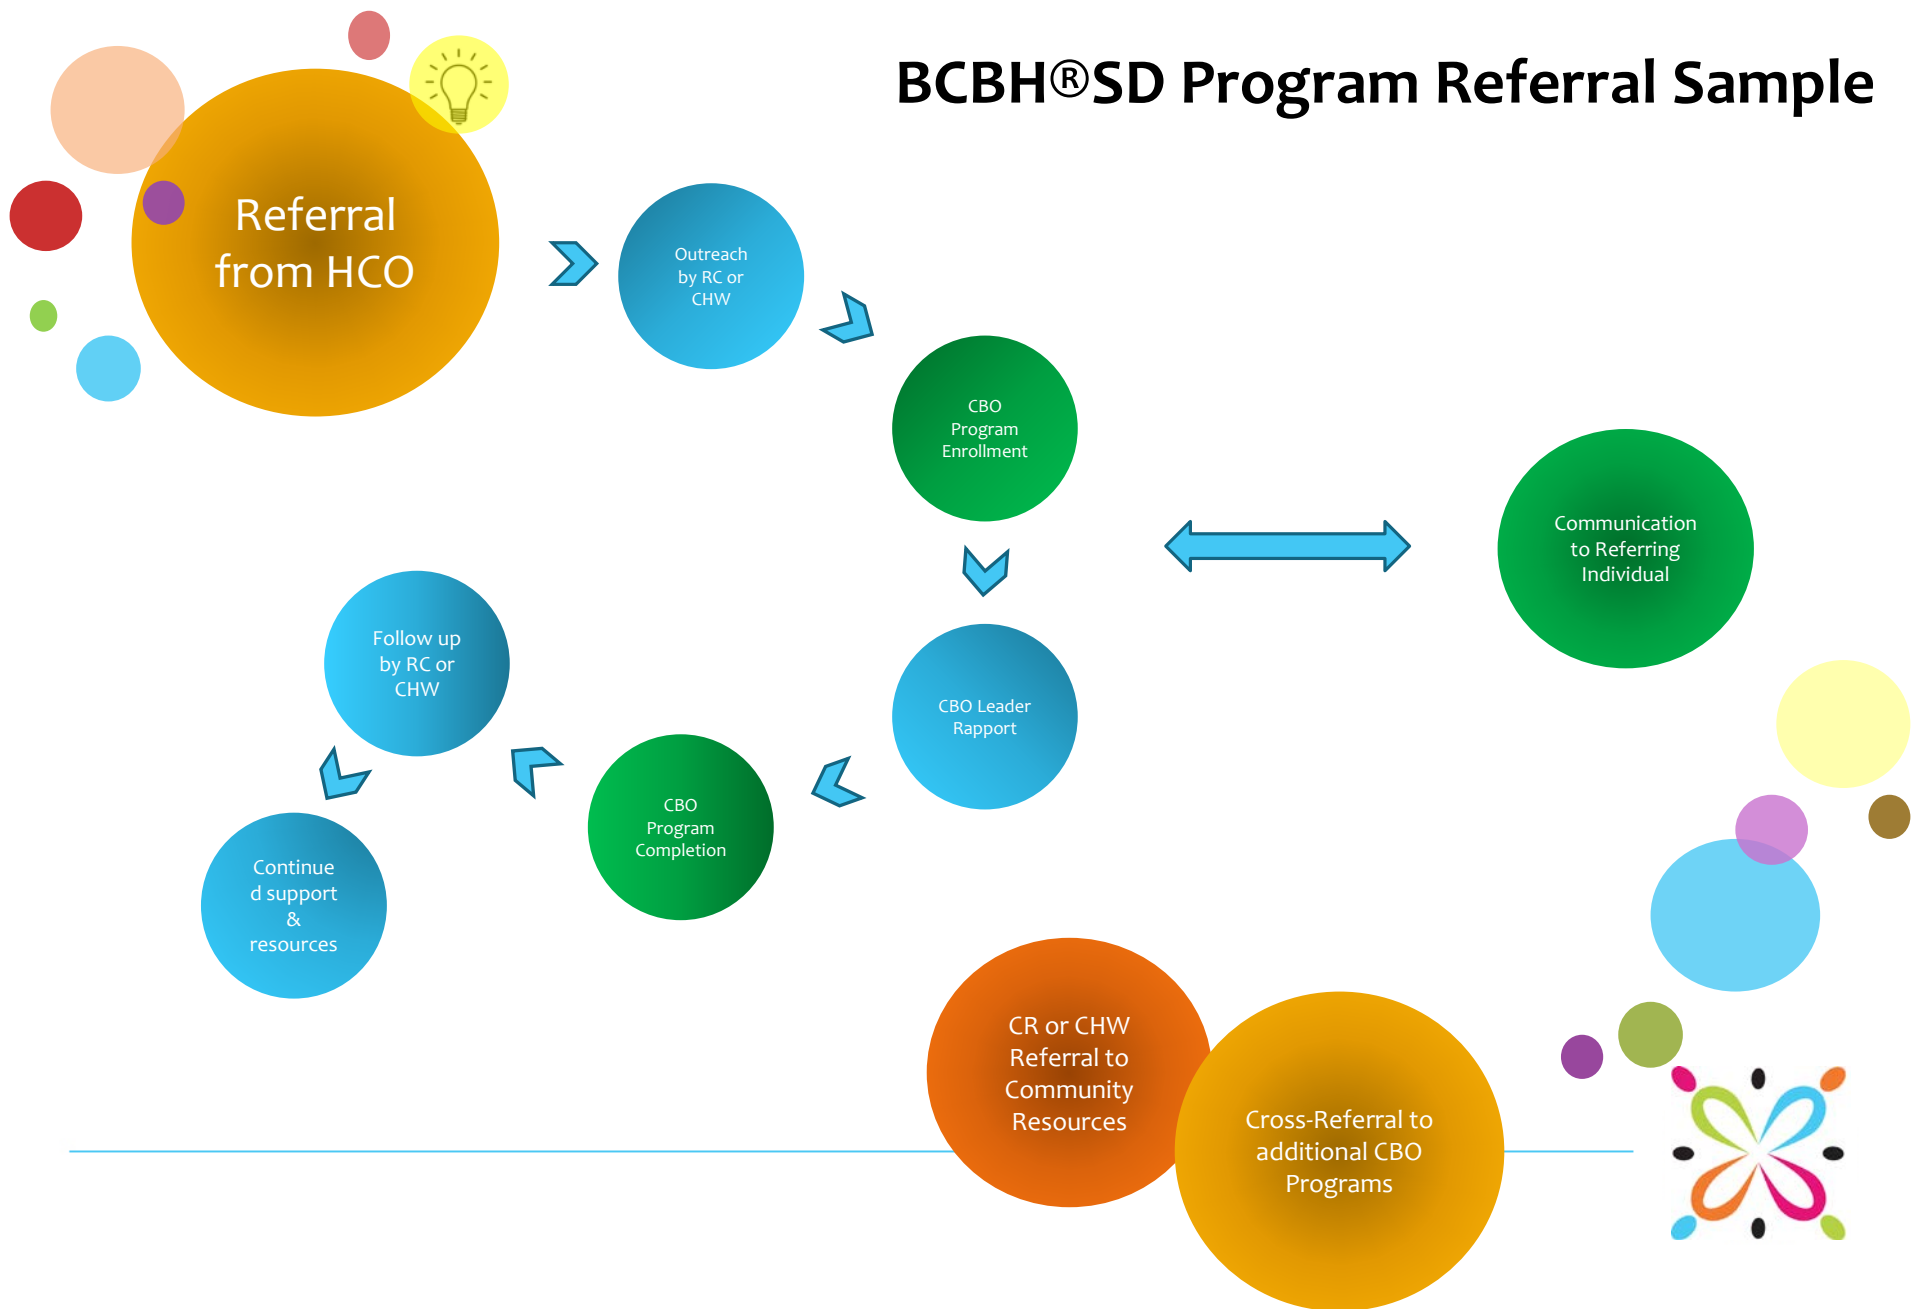 BCBH®SD Program Referral Sample
Referral
from HCO
Outreach
by RC or
CHW
CBO
Program
Enrollment
Communication
to Referring
Individual
CBO Leader
Rapport
CBO
Program
Completion
Follow up
by RC or
CHW
Continue
d support
&
resources
CR or CHW
Referral to
Community
Resources
Cross-Referral to
additional CBO
Programs